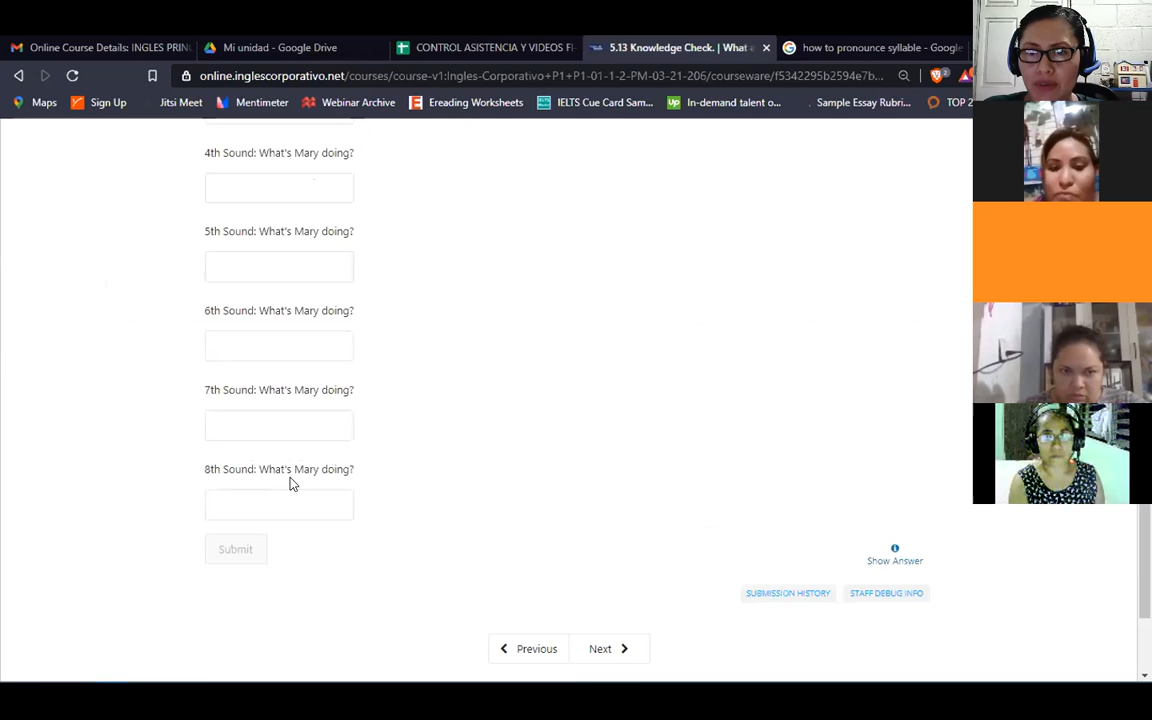 Online Course Details: INGLES PRIN
Mi unidad - Google Drive
CONTROL ASISTENCIA Y VIDEOS FI
5.13 Knowledge Check. | What a
how to pronounce syllable - Google
online.inglescorporativo.net/courses/course-v1:Ingles-Corporativo+P1+P1-01-1-2-PM-03-21-206/courseware/f5342295b2594e7b...
2
Maps
Sign Up
Jitsi Meet
Mentimeter
Webinar Archive
Ereading Worksheets
IELTS Cue Card Sam...
In-demand talent o...
Sample Essay Rubri...
TOP 2
4th Sound: What's Mary doing?
5th Sound: What's Mary doing?
6th Sound: What's Mary doing?
7th Sound: What's Mary doing?
8th Sound: What's Mary doing?
Submit
Show Answer
SUBMISSION HISTORY
STAFF DEBUG INFO
Previous
Next